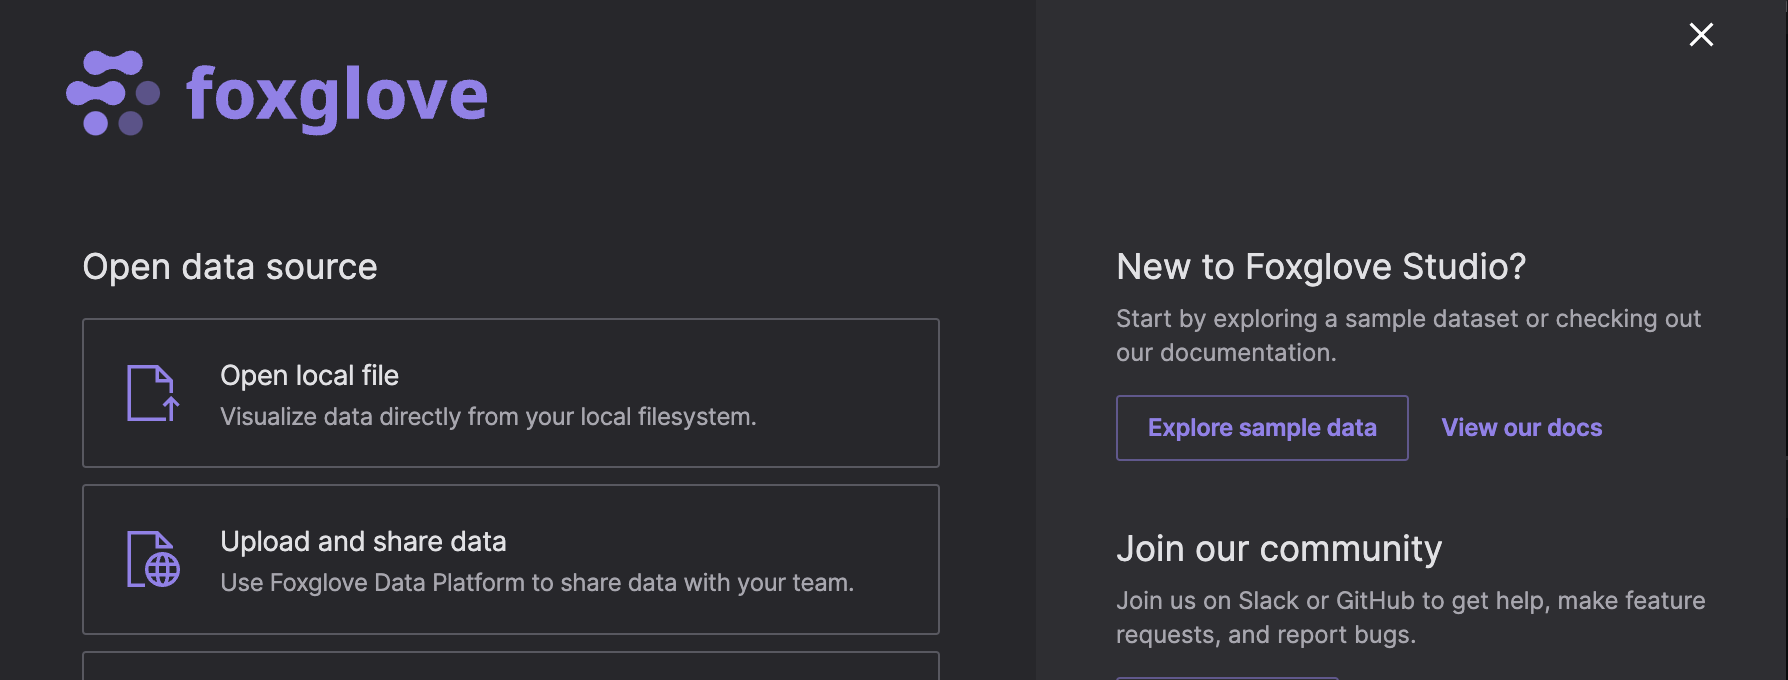 foxglove
Open data source
Open local file
Visualize data directly from your local filesystem.
Upload and share data
Use Foxglove Data Platform to share data with your team.
New to Foxglove Studio?
Start by exploring a sample dataset or checking out
our documentation.
Explore sample data
View our docs
Join our community
Join us on Slack or GitHub to get help, make feature
requests, and report bugs.